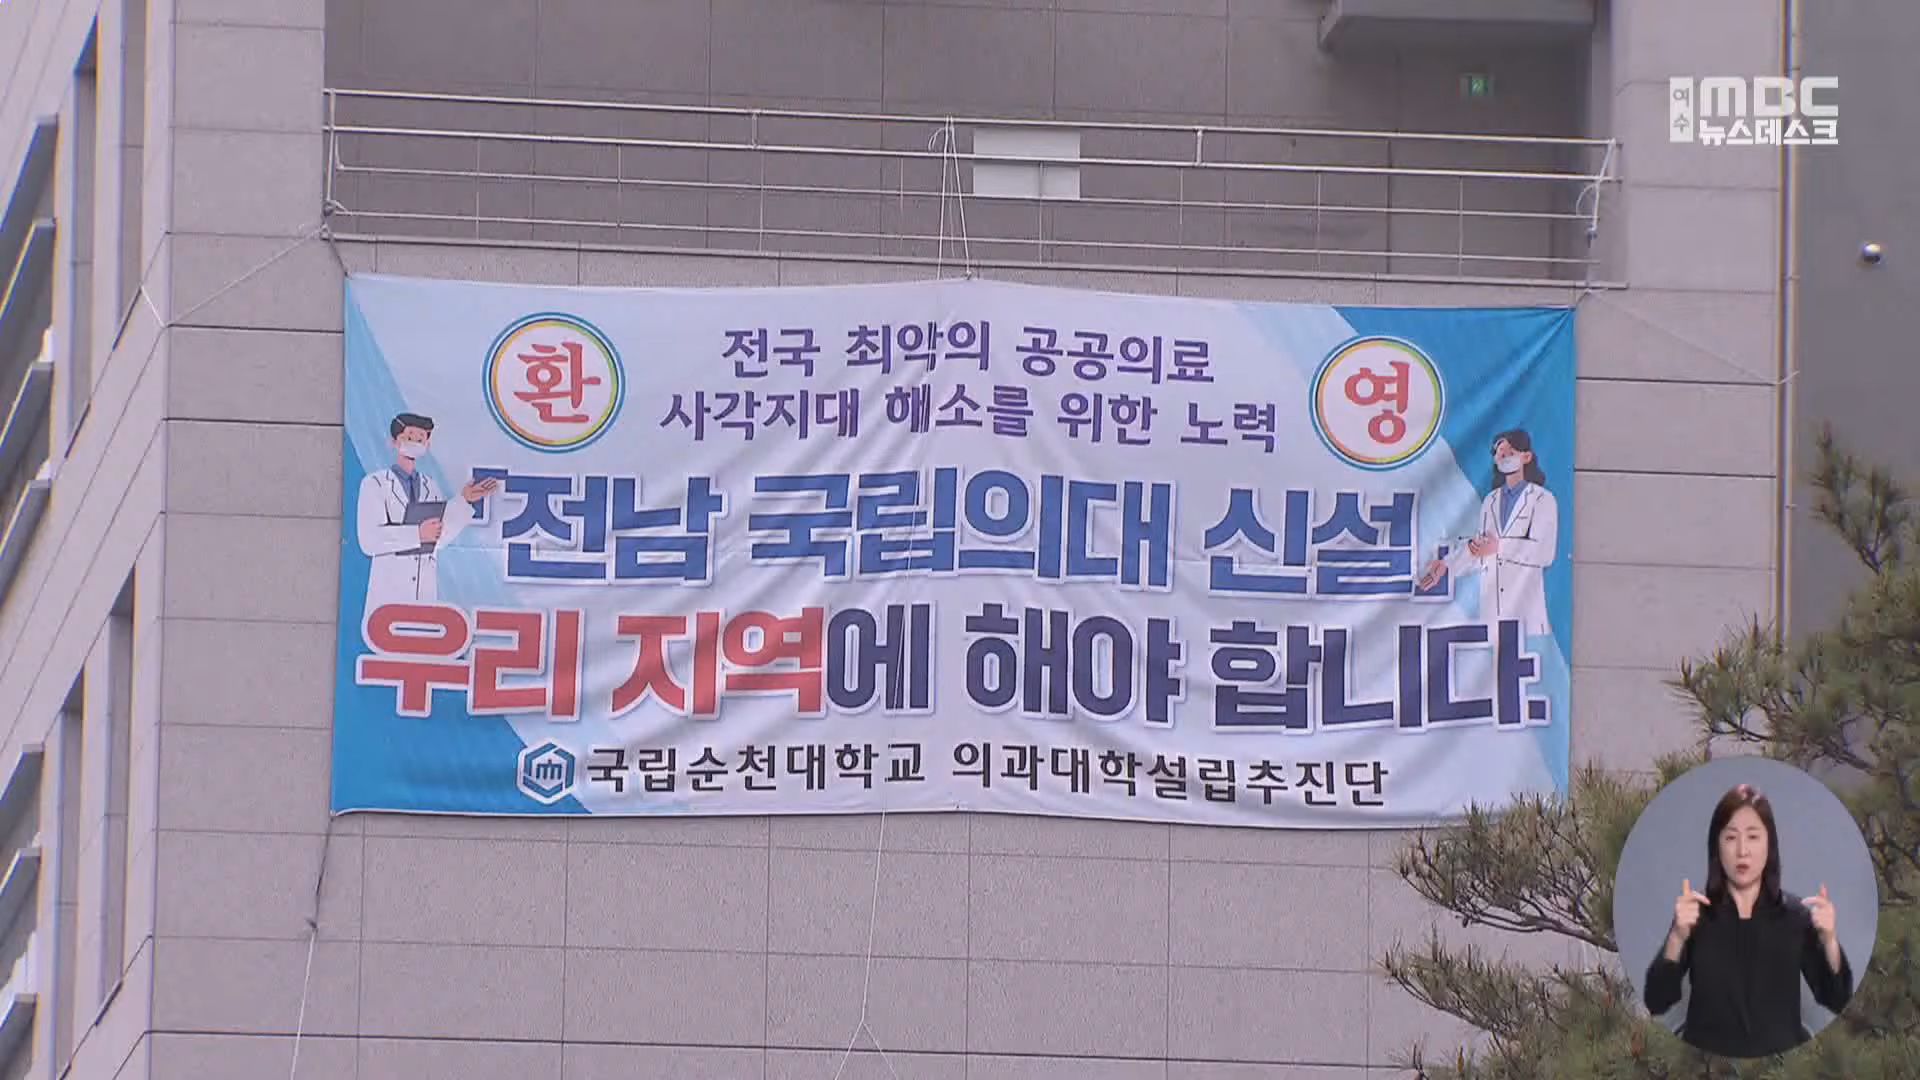 여수 MBC
뉴스데스크
환 영
전국 최악의 공공의료
사각지대 해소를 위한 노력
「전남 국립의대 신설」
우리 지역에 해야 합니다.
국립순천대학교 의과대학설립추진단